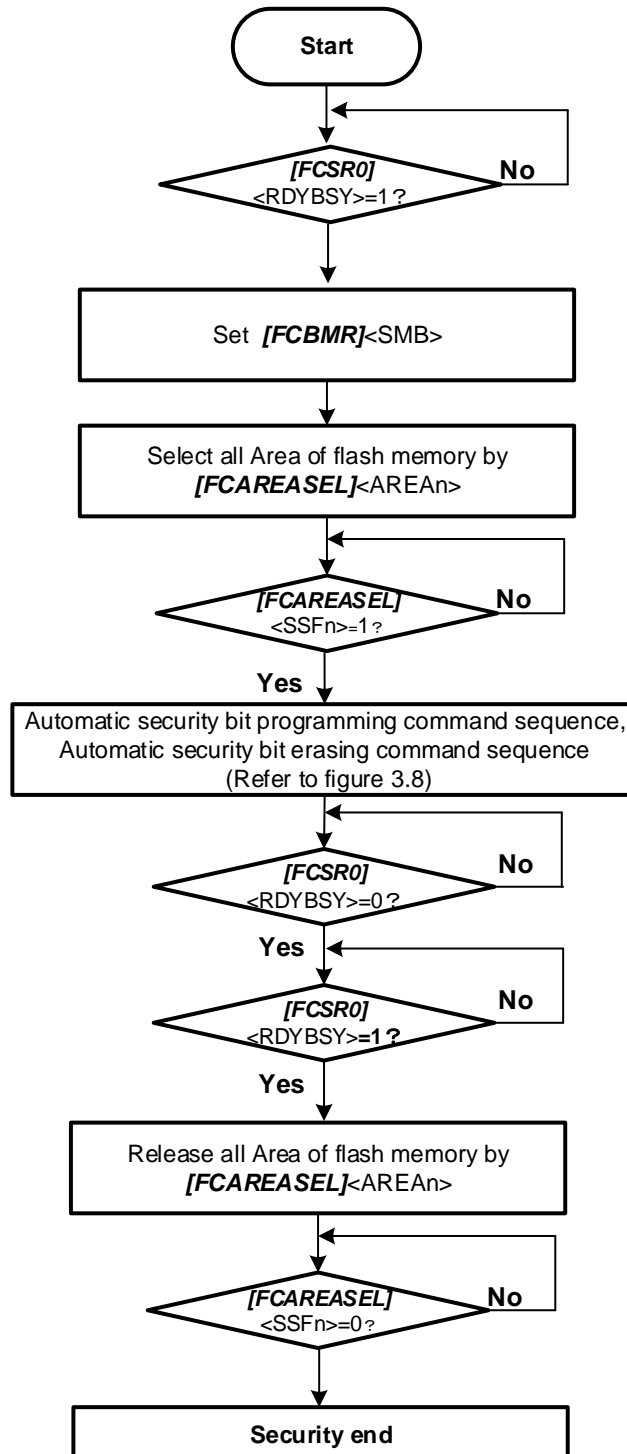 Start
[FCSR0]
<RDYBSY>=1?
No
Set [FCBMR]<SMB>
Select all Area of flash memory by
[FCAREASEL]<AREAn>
[FCAREASEL]
<SSFn>=1?
No
Yes
Automatic security bit programming command sequence,
Automatic security bit erasing command sequence
(Refer to figure 3.8)
[FCSR0]
<RDYBSY>=0?
No
Yes
[FCSR0]
<RDYBSY>=1?
No
Yes
Release all Area of flash memory by
[FCAREASEL]<AREAn>
[FCAREASEL]
<SSFn>=0?
No
Security end